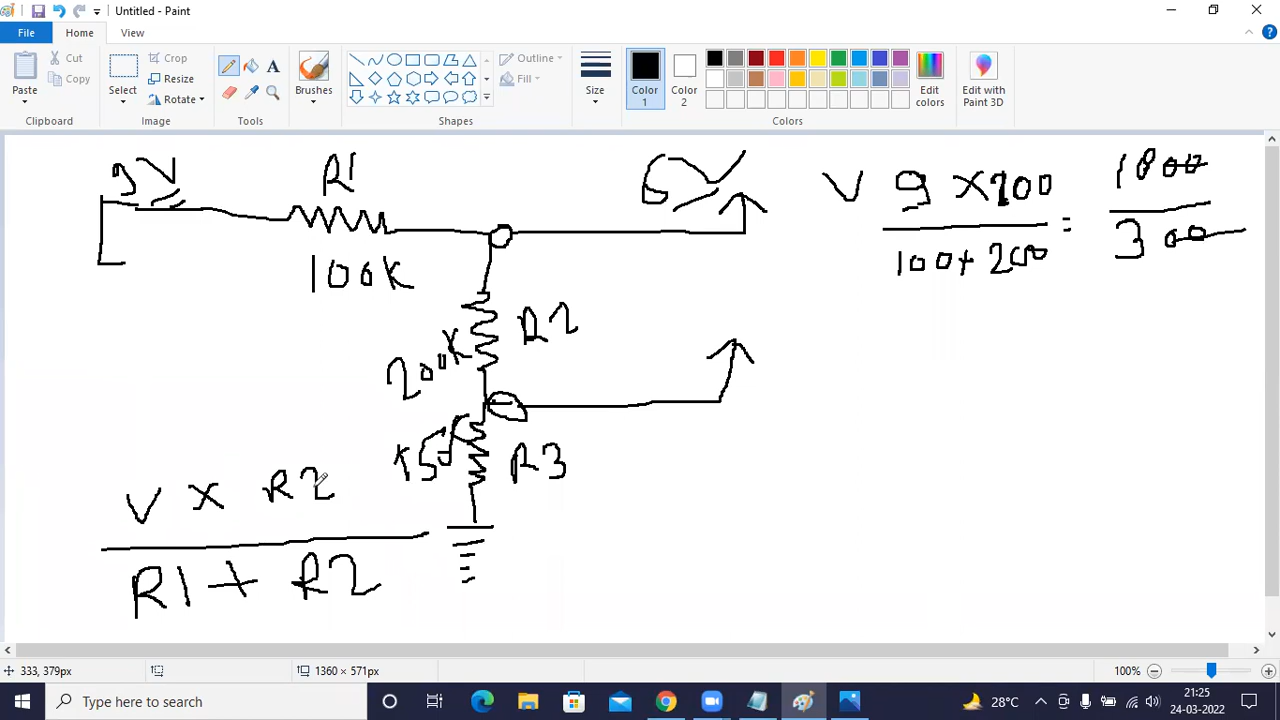 Untitled - Paint
File Home View
Paste Cut Copy Clipboard
Select Crop Resize Rotate Image
Tools
Brushes
Outline Fill Shapes
Size
Color 1 Color 2 Edit colors Edit with Paint 3D Colors
9V R1 6V V 9 X 200 = 1800
100+200 300
100K
R2
200K
R3
V X R2
R1 + R2
333, 379px 1360 × 571px 100%
Type here to search 28°C 21:25
24-03-2022